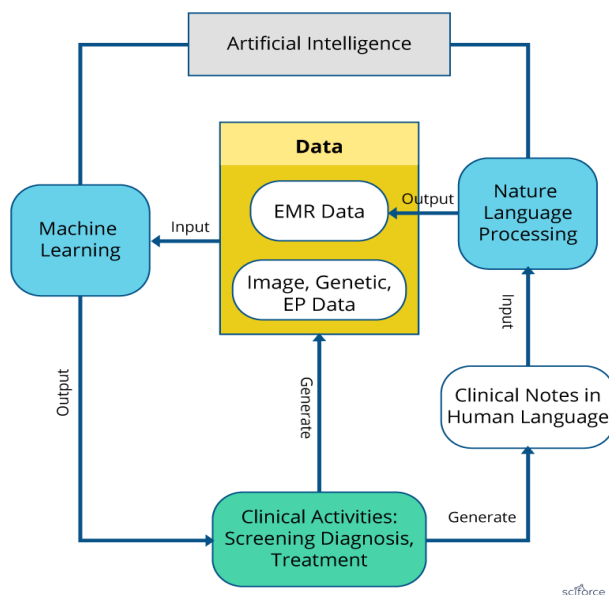 Artificial Intelligence
Data
EMR Data
Image, Genetic,
EP Data
Machine
Learning
Nature
Language
Processing
Input
Output
Input
Output
Generate
Clinical Notes in
Human Language
Clinical Activities:
Screening Diagnosis,
Treatment
Generate
sciforce